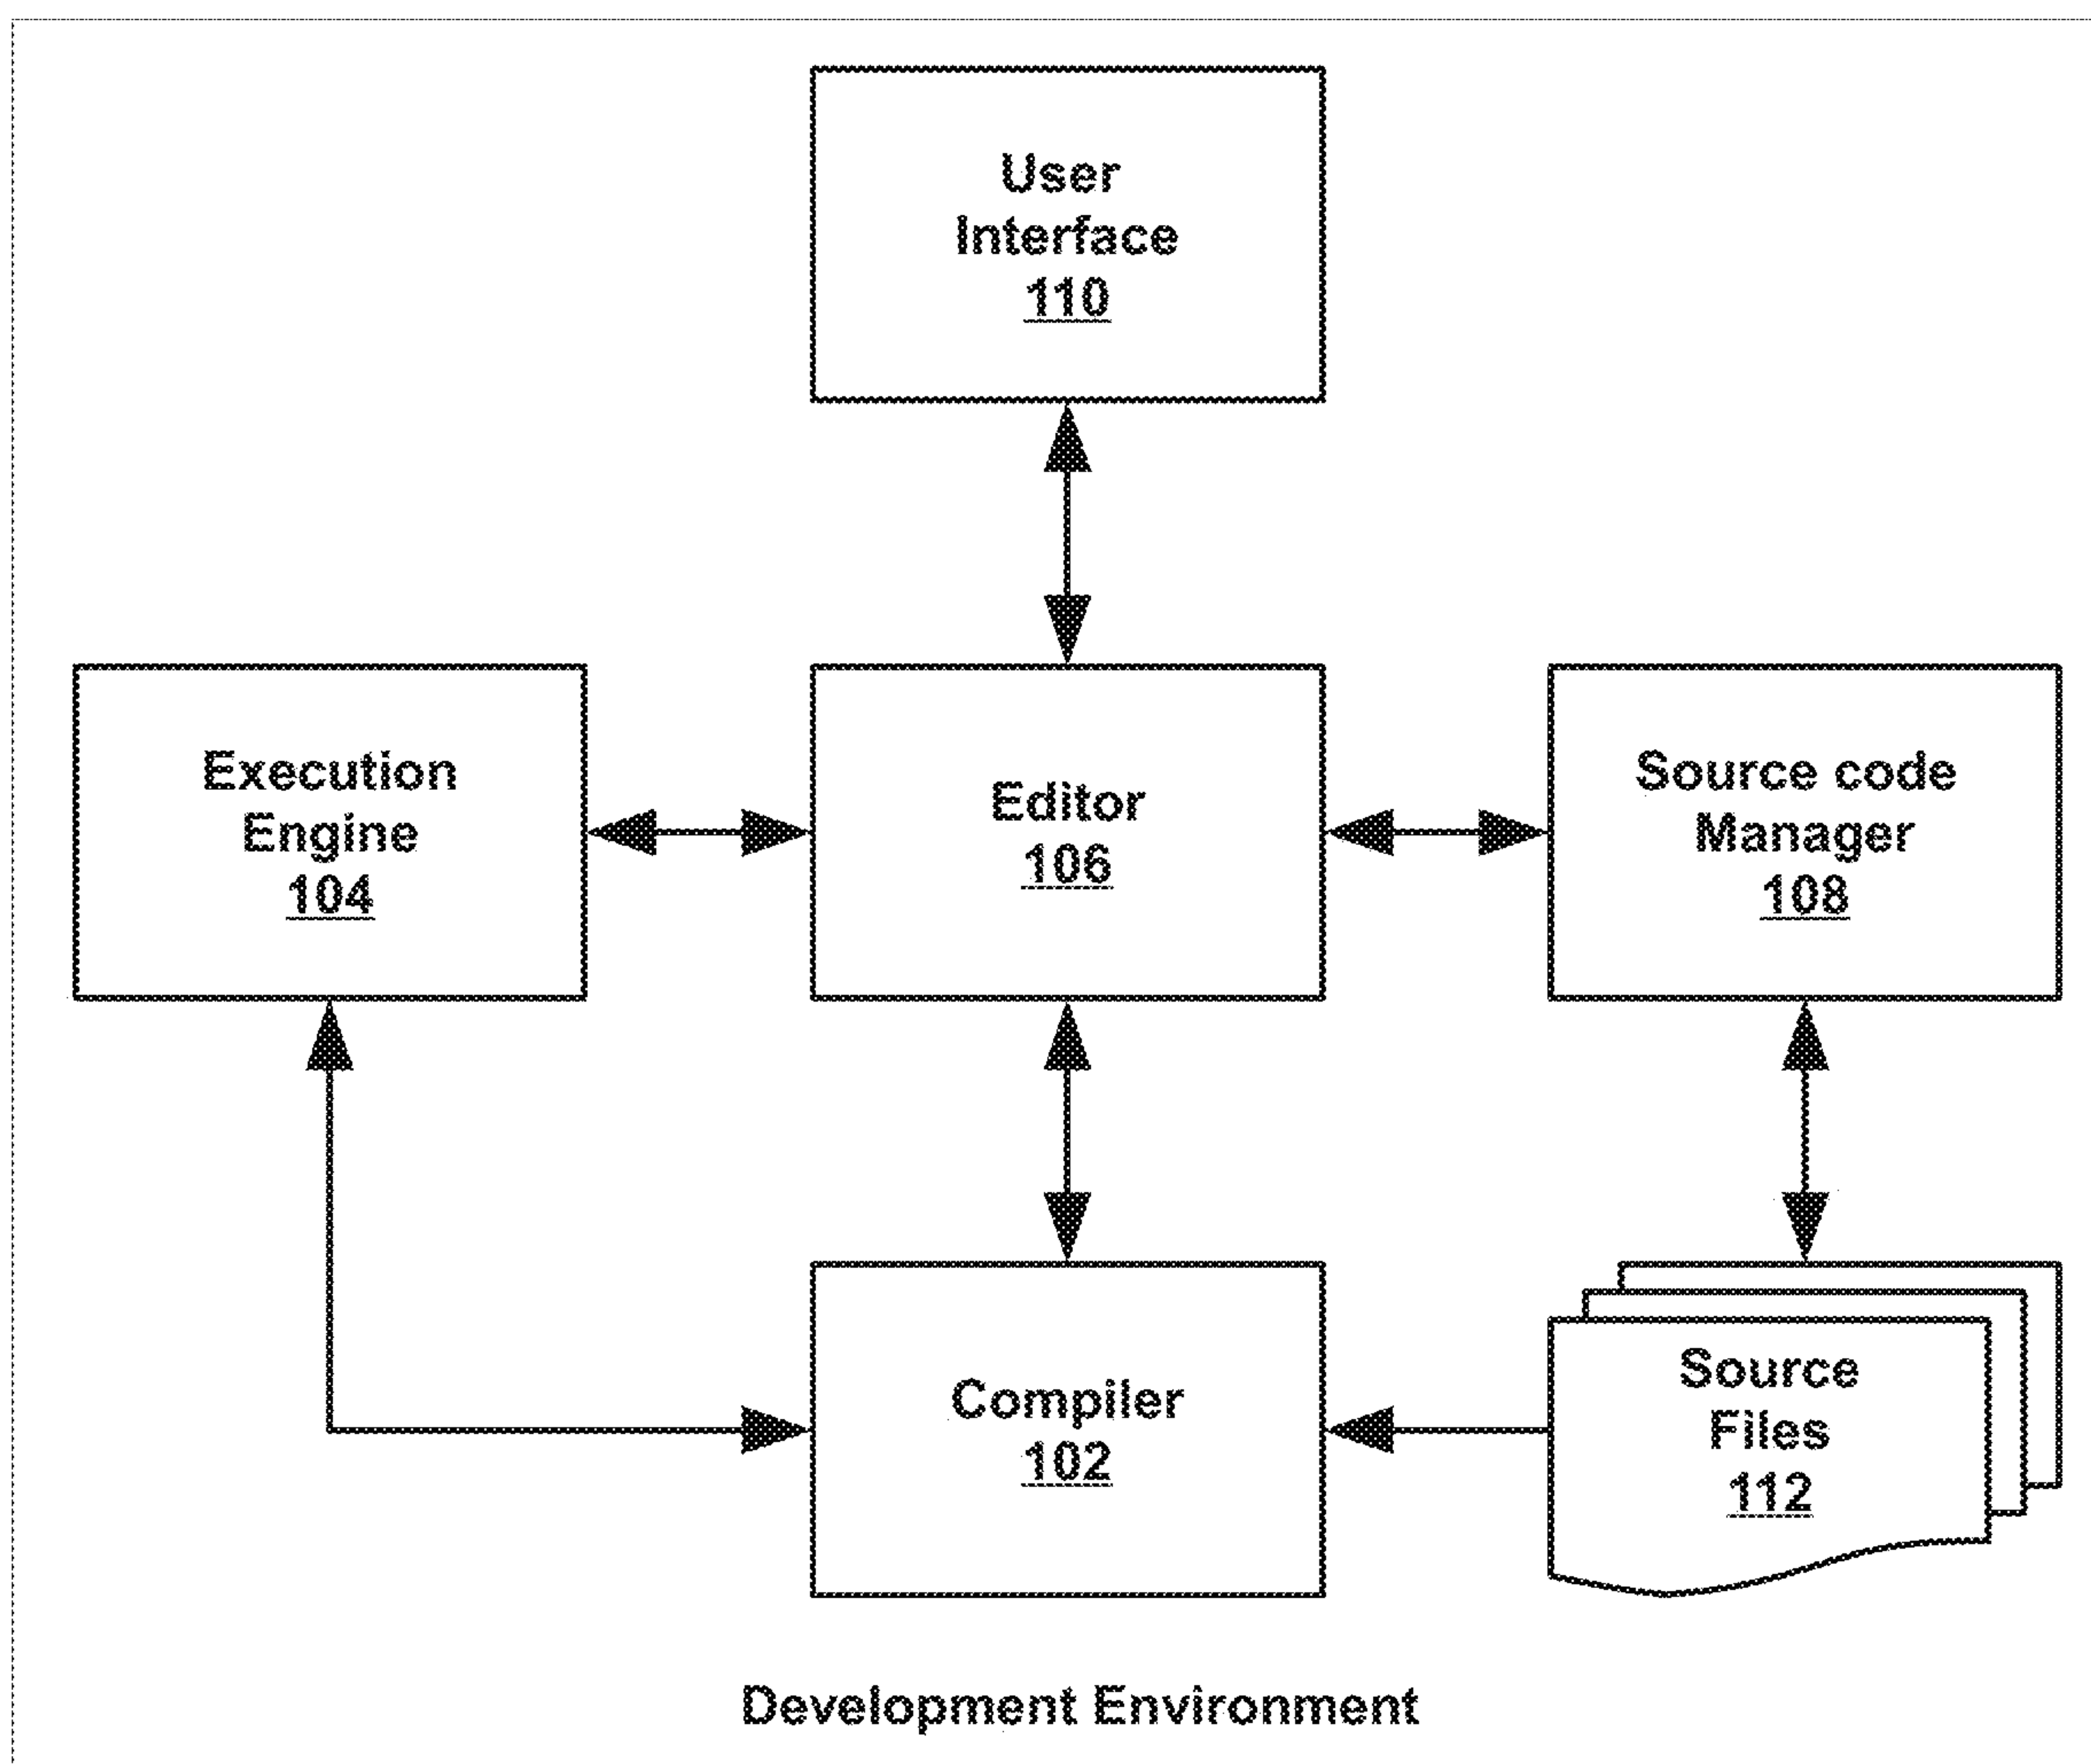 User
Interface
110
Execution
Engine
104
Editor
106
Source code
Manager
108
Compiler
102
Source
Files
112
Development Environment